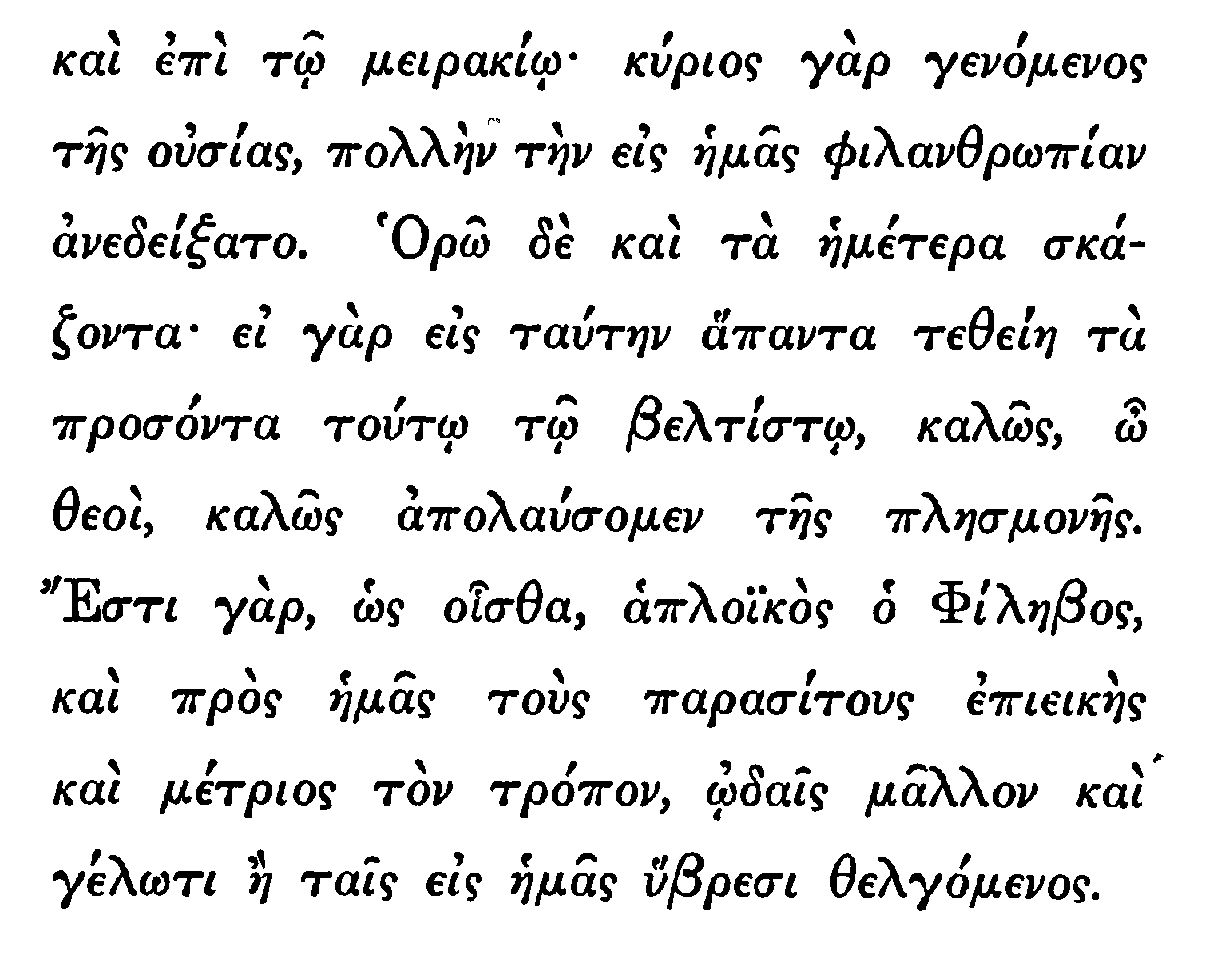 καὶ ἐπὶ τῷ μειρακίῳ· κύριος γὰρ γενόμενος
τῆς οὐσίας, πολλὴν τὴν εἰς ἡμᾶς φιλανθρωπίαν
ἀνεδείξατο. Ὁρῶ δὲ καὶ τὰ ἡμέτερα σκά-
ζοντα· εἰ γὰρ εἰς ταύτην ἅπαντα τεθείη τὰ
προσόντα τούτῳ τῷ βελτίστῳ, καλῶς, ὦ
θεοὶ, καλῶς ἀπολαύσομεν τῆς πλησμονῆς.
Ἔστι γὰρ, ὡς οἶσθα, ἁπλοϊκὸς ὁ Φίληβος,
καὶ πρὸς ἡμᾶς τοὺς παρασίτους ἐπιεικὴς
καὶ μέτριος τὸν τρόπον, ᾠδαῖς μᾶλλον καὶ
γέλωτι ἢ ταῖς εἰς ἡμᾶς ὕβρεσι θελγόμενος.